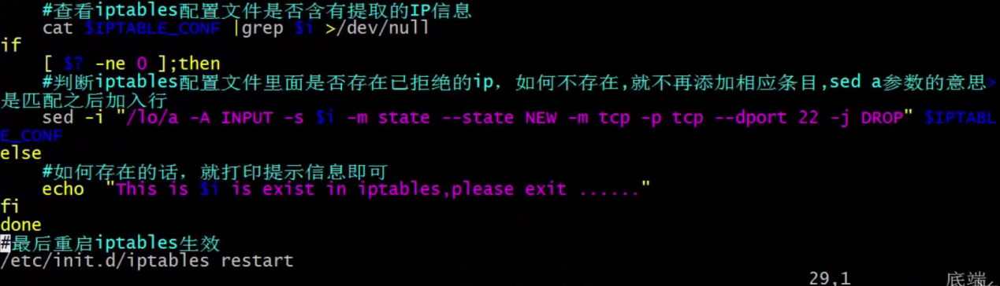 #查看iptables配置文件是否含有提取的IP信息
cat $IPTABLE_CONF |grep $i >/dev/null
if
[ $? -ne 0 ];then
#判断iptables配置文件里面是否存在已拒绝的ip，如何不存在,就不再添加相应条目,sed a参数的意思>
是匹配之后加入行
sed -i "/lo/a -A INPUT -s $i -m state --state NEW -m tcp -p tcp --dport 22 -j DROP" $IPTABL
E_CONF
else
#如何存在的话，就打印提示信息即可
echo  "This is $i is exist in iptables,please exit ......"
fi
done
#最后重启iptables生效
/etc/init.d/iptables restart
29,1 底端